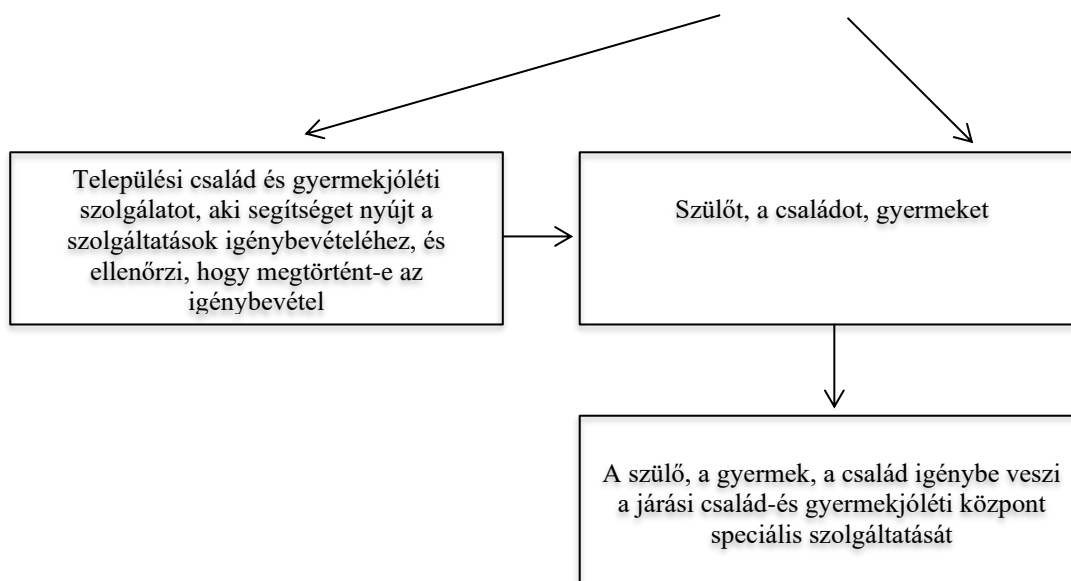 Települési család és gyermekjóléti
szolgálatot, aki segítséget nyújt a
szolgáltatások igénybevételéhez, és
ellenőrzi, hogy megtörtént-e az
igénybevétel
Szülőt, a családot, gyermeket
A szülő, a gyermek, a család igénybe veszi
a járási család-és gyermekjóléti központ
speciális szolgáltatását